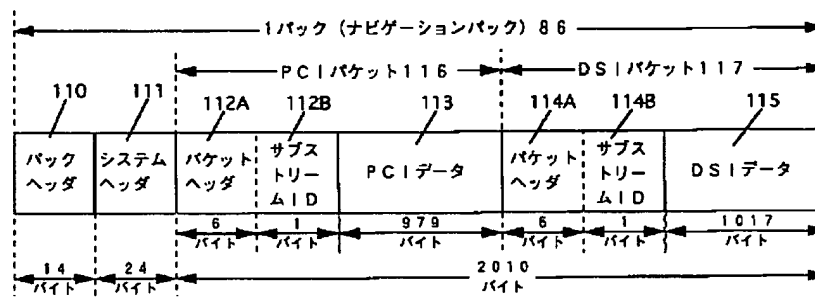 1パック (ナビゲーションパック) 86
PCIパケット116
DSIパケット117
110
111
112A
112B
113
114A
114B
115
パック
ヘッダ
システム
ヘッダ
パケット
ヘッダ
サブス
トリー
ムID
PCIデータ
パケット
ヘッダ
サブス
トリー
ムID
DSIデータ
6
バイト
1
バイト
979
バイト
6
バイト
1
バイト
1017
バイト
14
バイト
24
バイト
2010
バイト